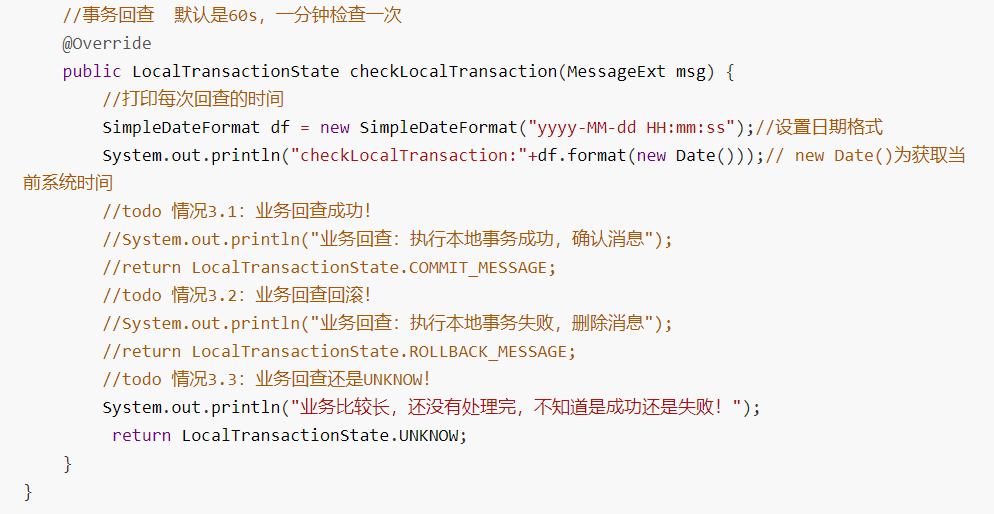 //事务回查  默认是60s，一分钟检查一次
@Override
public LocalTransactionState checkLocalTransaction(MessageExt msg) {
//打印每次回查的时间
SimpleDateFormat df = new SimpleDateFormat("yyyy-MM-dd HH:mm:ss");//设置日期格式
System.out.println("checkLocalTransaction:"+df.format(new Date()));// new Date()为获取当
前系统时间
//todo 情况3.1：业务回查成功！
//System.out.println("业务回查：执行本地事务成功，确认消息");
//return LocalTransactionState.COMMIT_MESSAGE;
//todo 情况3.2：业务回查回滚！
//System.out.println("业务回查：执行本地事务失败，删除消息");
//return LocalTransactionState.ROLLBACK_MESSAGE;
//todo 情况3.3：业务回查还是UNKNOW！
System.out.println("业务比较长，还没有处理完，不知道是成功还是失败！");
return LocalTransactionState.UNKNOW;
}
}